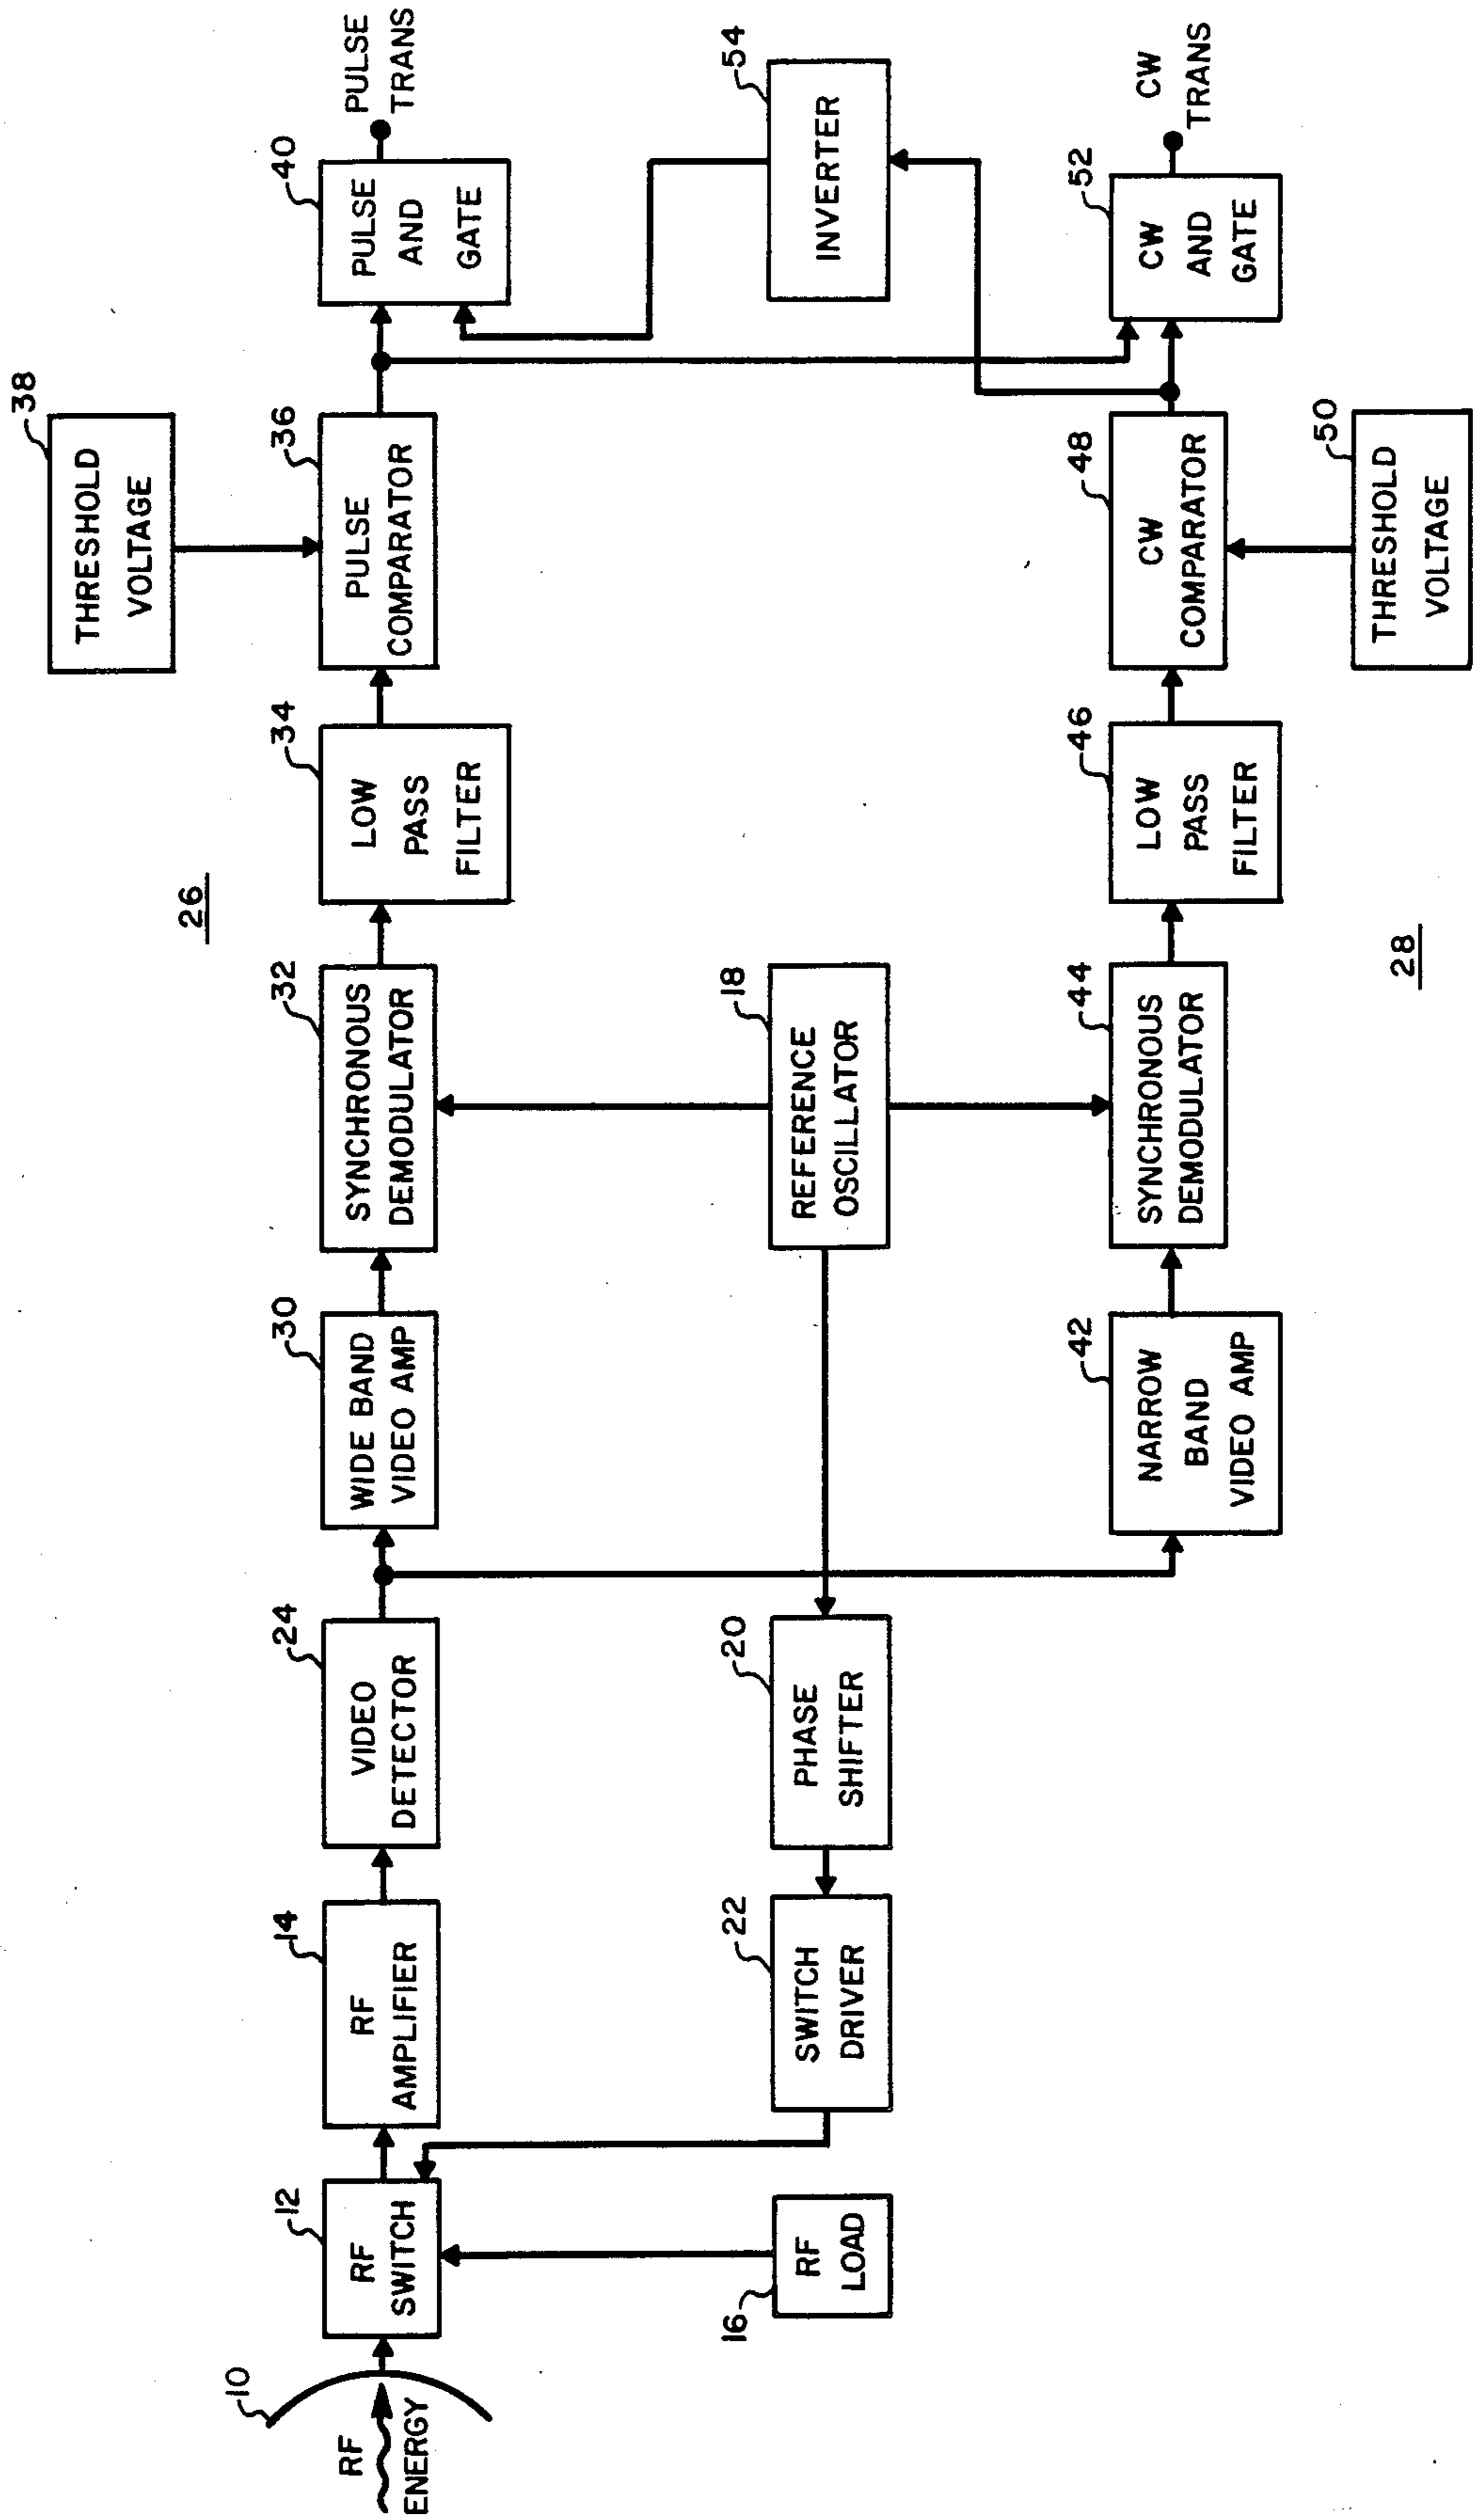 RF
ENERGY
10
RF
SWITCH
12
RF
AMPLIFIER
14
VIDEO
DETECTOR
24
WIDE BAND
VIDEO AMP
30
SYNCHRONOUS
DEMODULATOR
32
26
LOW
PASS
FILTER
34
PULSE
COMPARATOR
36
THRESHOLD
VOLTAGE
38
PULSE
AND
GATE
40
PULSE
TRANS
RF
LOAD
16
SWITCH
DRIVER
22
PHASE
SHIFTER
20
REFERENCE
OSCILLATOR
18
INVERTER
54
NARROW
BAND
VIDEO AMP
42
SYNCHRONOUS
DEMODULATOR
44
28
LOW
PASS
FILTER
46
CW
COMPARATOR
48
THRESHOLD
VOLTAGE
50
CW
AND
GATE
52
CW
TRANS